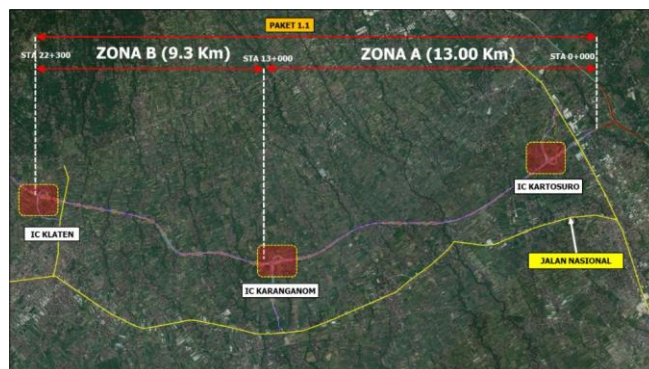 PAKET 1.1
STA 22+300
ZONA B (9.3 Km)
STA 13+000
ZONA A (13.00 Km)
STA 0+000
IC KARTOSURO
IC KLATEN
JALAN NASIONAL
IC KARANGANOM